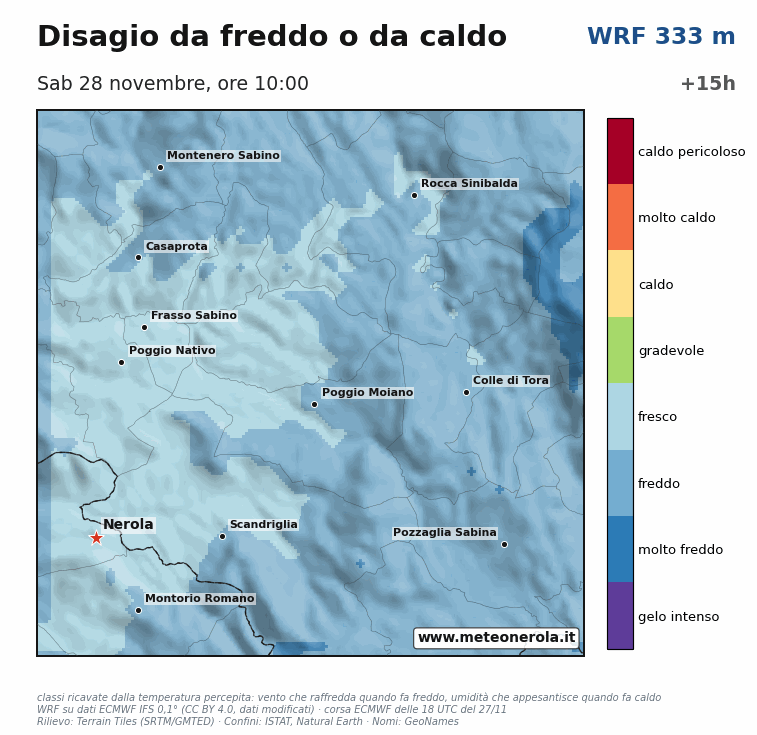 Disagio da freddo o da caldo
WRF 333 m
Sab 28 novembre, ore 10:00
+15h
Montenero Sabino
Rocca Sinibalda
Casaprota
Frasso Sabino
Poggio Nativo
Colle di Tora
Poggio Moiano
Nerola
Scandriglia
Pozzaglia Sabina
Montorio Romano
www.meteonerola.it
caldo pericoloso
molto caldo
caldo
gradevole
fresco
freddo
molto freddo
gelo intenso
classi ricavate dalla temperatura percepita: vento che raffredda quando fa freddo, umidità che appesantisce quando fa caldo
WRF su dati ECMWF IFS 0,1° (CC BY 4.0, dati modificati) · corsa ECMWF delle 18 UTC del 27/11
Rilievo: Terrain Tiles (SRTM/GMTED) · Confini: ISTAT, Natural Earth · Nomi: GeoNames